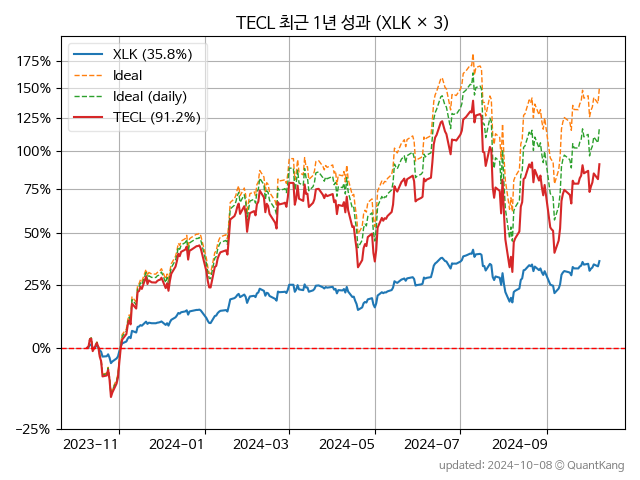 TECL 최근 1년 성과 (XLK × 3)
XLK (35.8%)
Ideal
Ideal (daily)
TECL (91.2%)
175%
150%
125%
100%
75%
50%
25%
0%
−25%
2023-11 2024-01 2024-03 2024-05 2024-07 2024-09
updated: 2024-10-08 © QuantKang